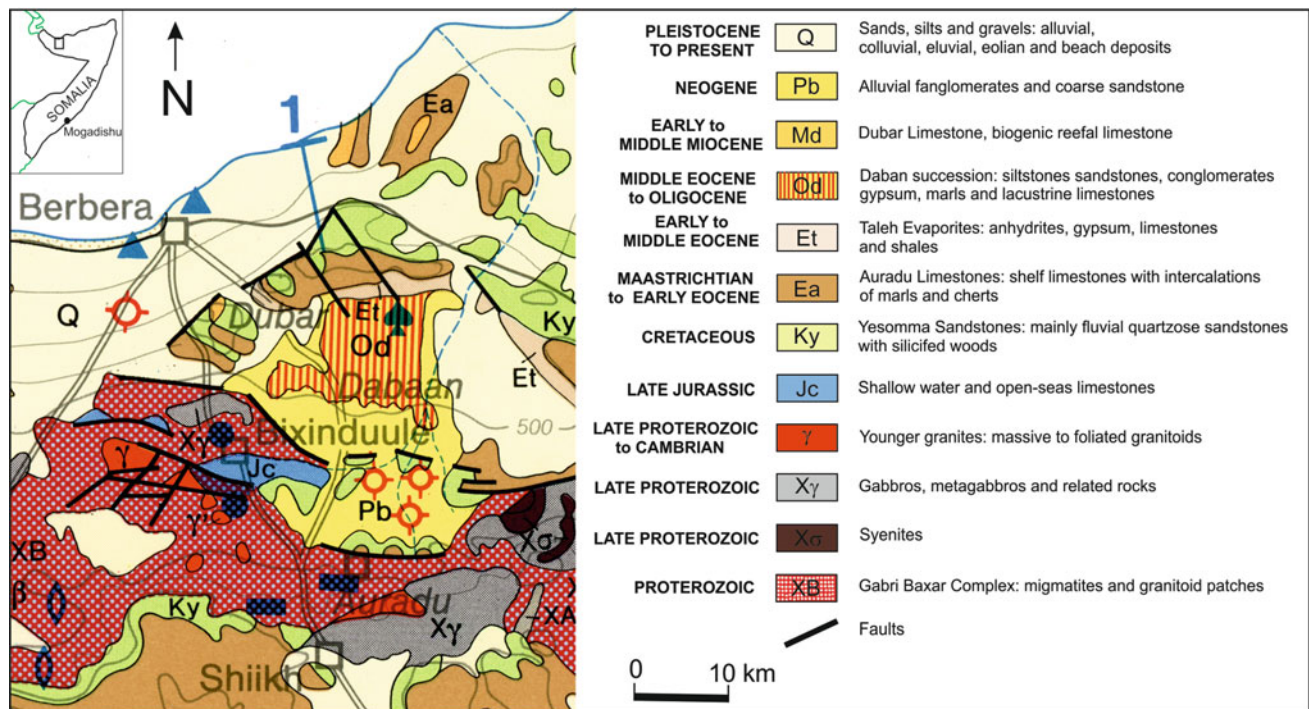 SOMALIA
Mogadishu
N
1
Ea
Berbera
Q
Dubar
Et
Od
Ky
Et
Dabaan
500
Xγ
Bixinduule
γ
Jc
Pb
γ
XB
Xσ
β
Ky
Auradu
XA
Xγ
Shiikh
PLEISTOCENE
TO PRESENT
Q
Sands, silts and gravels: alluvial,
colluvial, eluvial, eolian and beach deposits
NEOGENE
Pb
Alluvial fanglomerates and coarse sandstone
EARLY to
MIDDLE MIOCENE
Md
Dubar Limestone, biogenic reefal limestone
MIDDLE EOCENE
to OLIGOCENE
Od
Daban succession: siltstones sandstones, conglomerates
gypsum, marls and lacustrine limestones
EARLY to
MIDDLE EOCENE
Et
Taleh Evaporites: anhydrites, gypsum, limestones
and shales
MAASTRICHTIAN
to EARLY EOCENE
Ea
Auradu Limestones: shelf limestones with intercalations
of marls and cherts
CRETACEOUS
Ky
Yesomma Sandstones: mainly fluvial quartzose sandstones
with silicifed woods
LATE JURASSIC
Jc
Shallow water and open-seas limestones
LATE PROTEROZOIC
to CAMBRIAN
γ
Younger granites: massive to foliated granitoids
LATE PROTEROZOIC
Xγ
Gabbros, metagabbros and related rocks
LATE PROTEROZOIC
Xσ
Syenites
PROTEROZOIC
XB
Gabri Baxar Complex: migmatites and granitoid patches
Faults
0 10 km